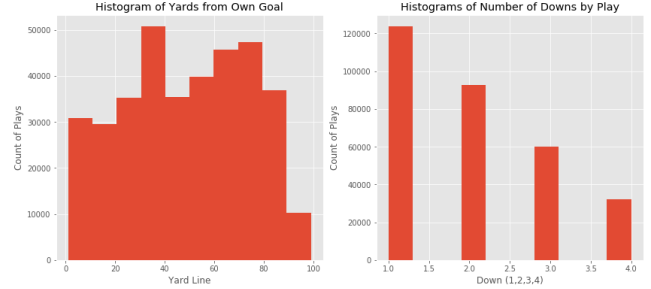 Histogram of Yards from Own Goal
50000
40000
30000
20000
10000
0
Count of Plays
0 20 40 60 80 100
Yard Line
Histograms of Number of Downs by Play
120000
100000
80000
60000
40000
20000
0
Count of Plays
1.0 1.5 2.0 2.5 3.0 3.5 4.0
Down (1,2,3,4)